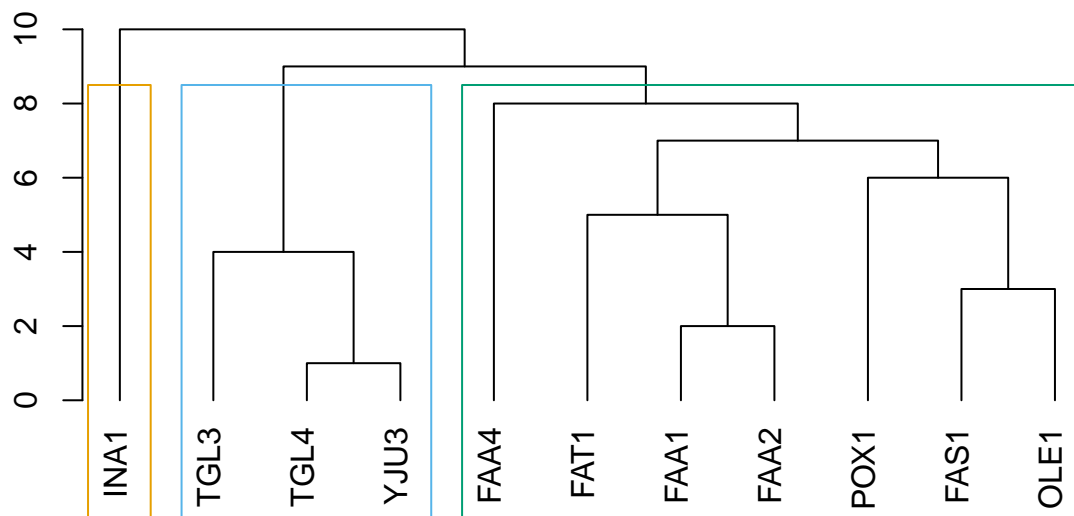 10
8
6
4
2
0
INA1
TGL3
TGL4
YJU3
FAA4
FAT1
FAA1
FAA2
POX1
FAS1
OLE1